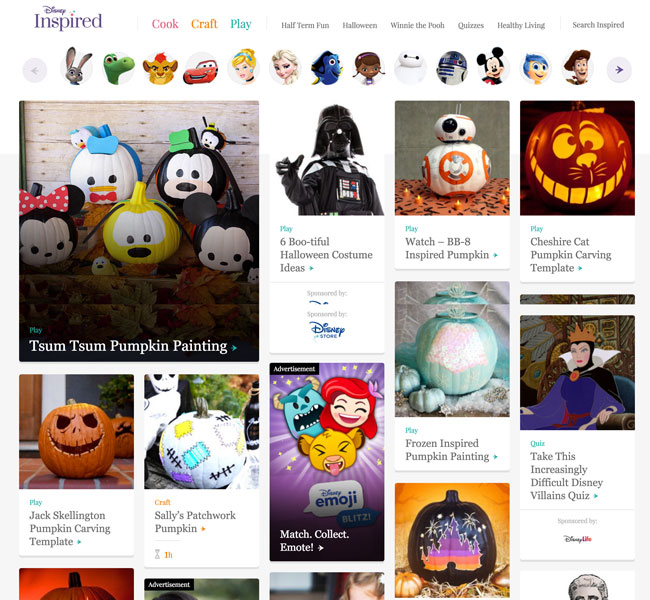 Disney
Inspired
Cook Craft Play
Half Term Fun Halloween Winnie the Pooh Quizzes Healthy Living Search Inspired
Play
Tsum Tsum Pumpkin Painting
Play
6 Boo-tiful
Halloween Costume
Ideas
Sponsored by:
Sponsored by:
Disney
STORE
Play
Watch – BB-8
Inspired Pumpkin
Play
Cheshire Cat
Pumpkin Carving
Template
Play
Jack Skellington
Pumpkin Carving
Template
Craft
Sally's Patchwork
Pumpkin
1h
Advertisement
Disney
emoji
BLITZ!
Match. Collect.
Emote!
Play
Frozen Inspired
Pumpkin Painting
Quiz
Take This
Increasingly
Difficult Disney
Villains Quiz
Sponsored by:
DisneyLife
Advertisement